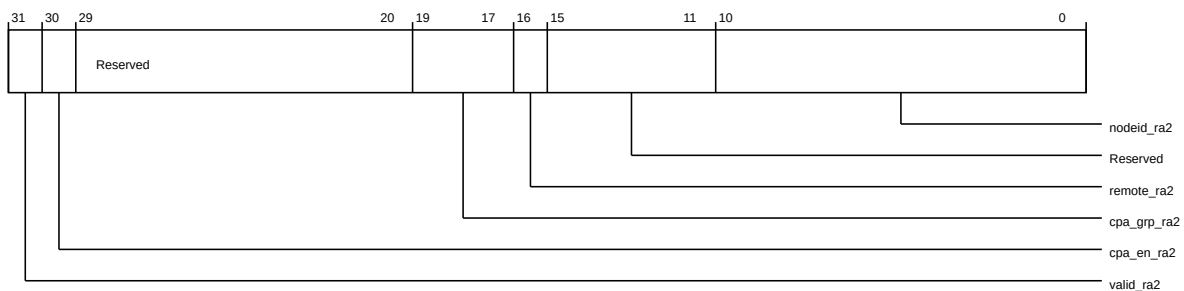 31 30 29 20 19 17 16 15 11 10 0
Reserved
nodeid_ra2
Reserved
remote_ra2
cpa_grp_ra2
cpa_en_ra2
valid_ra2